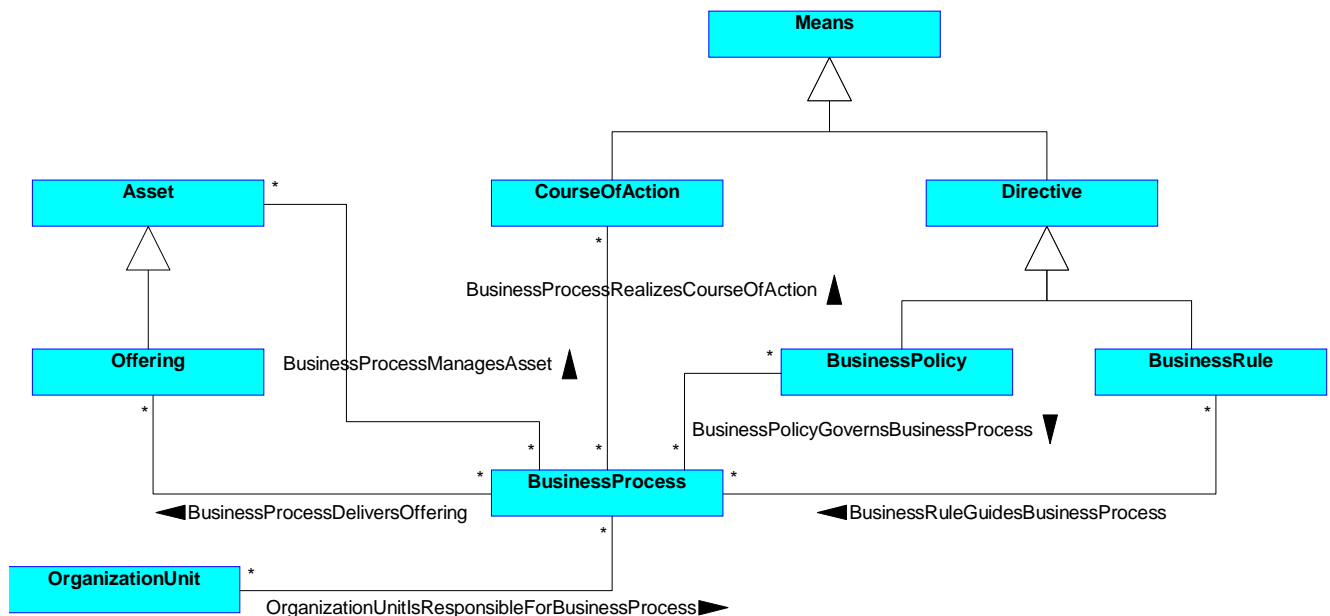 Means
Asset
*
CourseOfAction
Directive
*
BusinessProcessRealizesCourseOfAction
Offering
BusinessProcessManagesAsset
*
BusinessPolicy
BusinessRule
*
*
BusinessPolicyGovernsBusinessProcess
*
*
*
*
*
*
BusinessProcess
BusinessProcessDeliversOffering
BusinessRuleGuidesBusinessProcess
*
OrganizationUnit
*
OrganizationUnitIsResponsibleForBusinessProcess